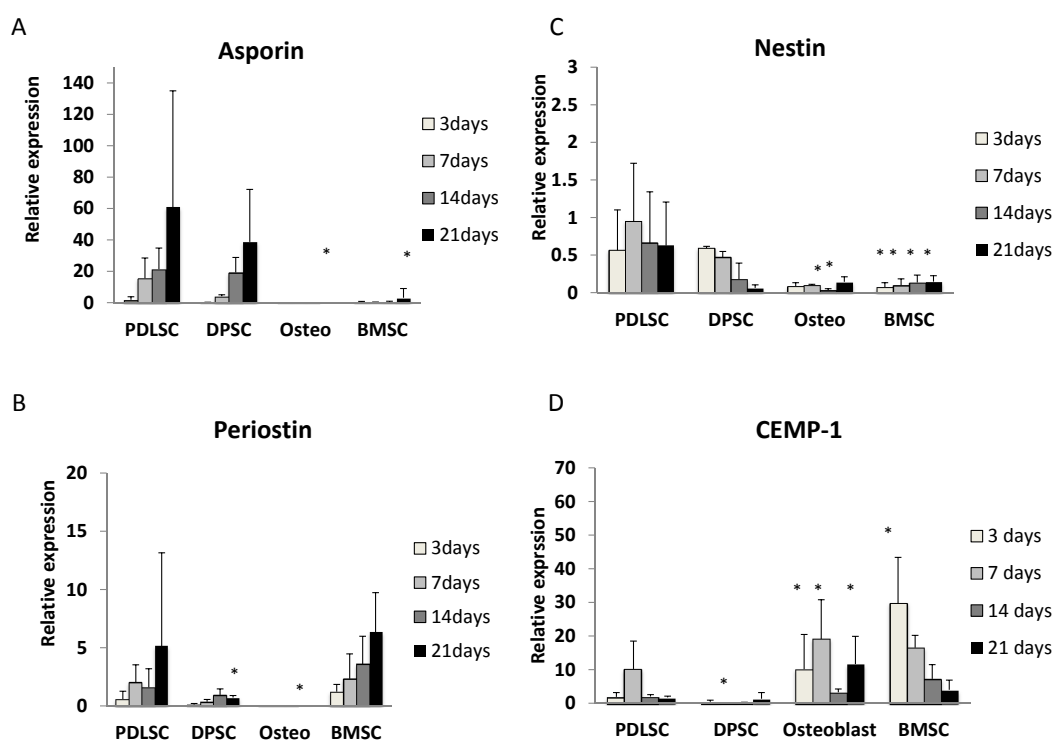 A
Asporin
Relative expression
140
120
100
80
60
40
20
0
*
*
PDLSC DPSC Osteo BMSC
3days
7days
14days
21days
C
Nestin
Relative expression
3
2.5
2
1.5
1
0.5
0
* *
* * * *
PDLSC DPSC Osteo BMSC
3days
7days
14days
21days
B
Periostin
Relative expression
20
15
10
5
0
*
*
PDLSC DPSC Osteo BMSC
3days
7days
14days
21days
D
CEMP-1
Relative exprssion
70
60
50
40
30
20
10
0
*
* * *
*
PDLSC DPSC Osteoblast BMSC
3 days
7 days
14 days
21 days